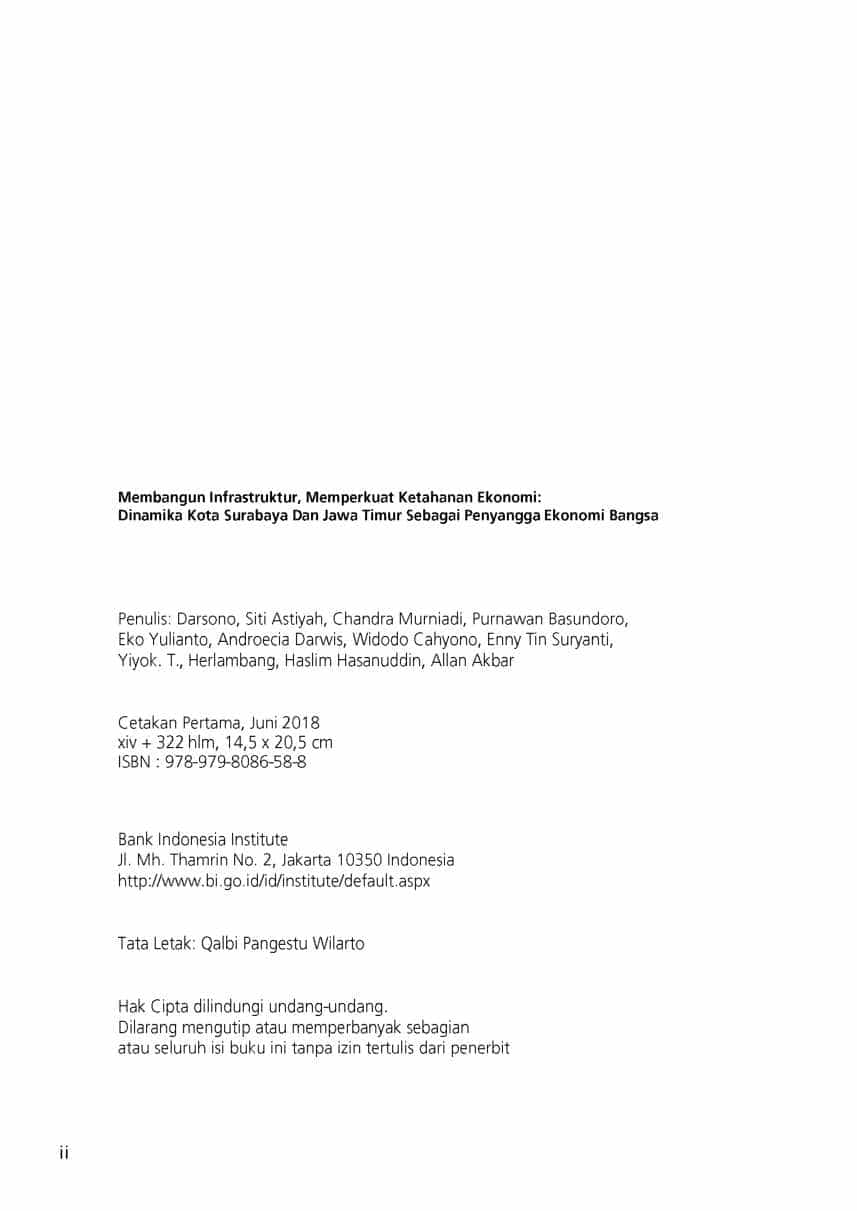 Membangun Infrastruktur, Memperkuat Ketahanan Ekonomi:
Dinamika Kota Surabaya Dan Jawa Timur Sebagai Penyangga Ekonomi Bangsa
Penulis: Darsono, Siti Astiyah, Chandra Murniadi, Purnawan Basundoro,
Eko Yulianto, Androecia Darwis, Widodo Cahyono, Enny Tin Suryanti,
Yiyok. T., Herlambang, Haslim Hasanuddin, Allan Akbar
Cetakan Pertama, Juni 2018
xiv + 322 hlm, 14,5 x 20,5 cm
ISBN : 978-979-8086-58-8
Bank Indonesia Institute
Jl. Mh. Thamrin No. 2, Jakarta 10350 Indonesia
http://www.bi.go.id/id/institute/default.aspx
Tata Letak: Qalbi Pangestu Wilarto
Hak Cipta dilindungi undang-undang.
Dilarang mengutip atau memperbanyak sebagian
atau seluruh isi buku ini tanpa izin tertulis dari penerbit
ii